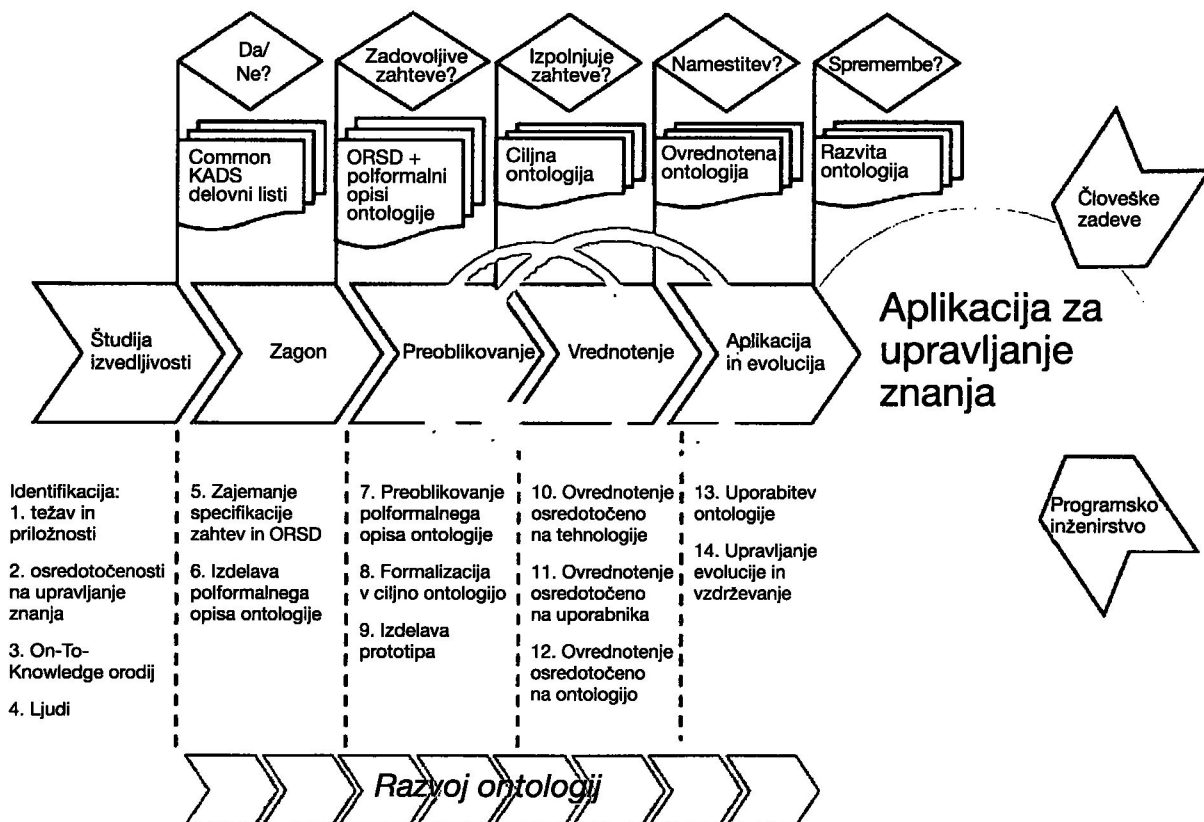 Da/
Ne?
Zadovoljive
zahteve?
Izpolnjuje
zahteve?
Namestitev?
Spremembe?
Common
KADS
delovni listi
ORSD +
polformalni
opisi
ontologije
Ciljna
ontologija
Ovrednotena
ontologija
Razvita
ontologija
Človeške
zadeve
Študija
izvedljivosti
Zagon
Preoblikovanje
Vrednotenje
Aplikacija
in evolucija
Aplikacija za
upravljanje
znanja
Identifikacija:
1. težav in
priložnosti
2. osredotočenosti
na upravljanje
znanja
3. On-To-
Knowledge orodij
4. Ljudi
5. Zajemanje
specifikacije
zahtev in ORSD
6. Izdelava
polformalnega
opisa ontologije
7. Preoblikovanje
polformalnega
opisa ontologije
8. Formalizacija
v ciljno ontologijo
9. Izdelava
prototipa
10. Ovrednotenje
osredotočeno
na tehnologije
11. Ovrednotenje
osredotočeno
na uporabnika
12. Ovrednotenje
osredotočeno
na ontologijo
13. Uporabitev
ontologije
14. Upravljanje
evolucije in
vzdrževanje
Programsko
inženirstvo
Razvoj ontologij